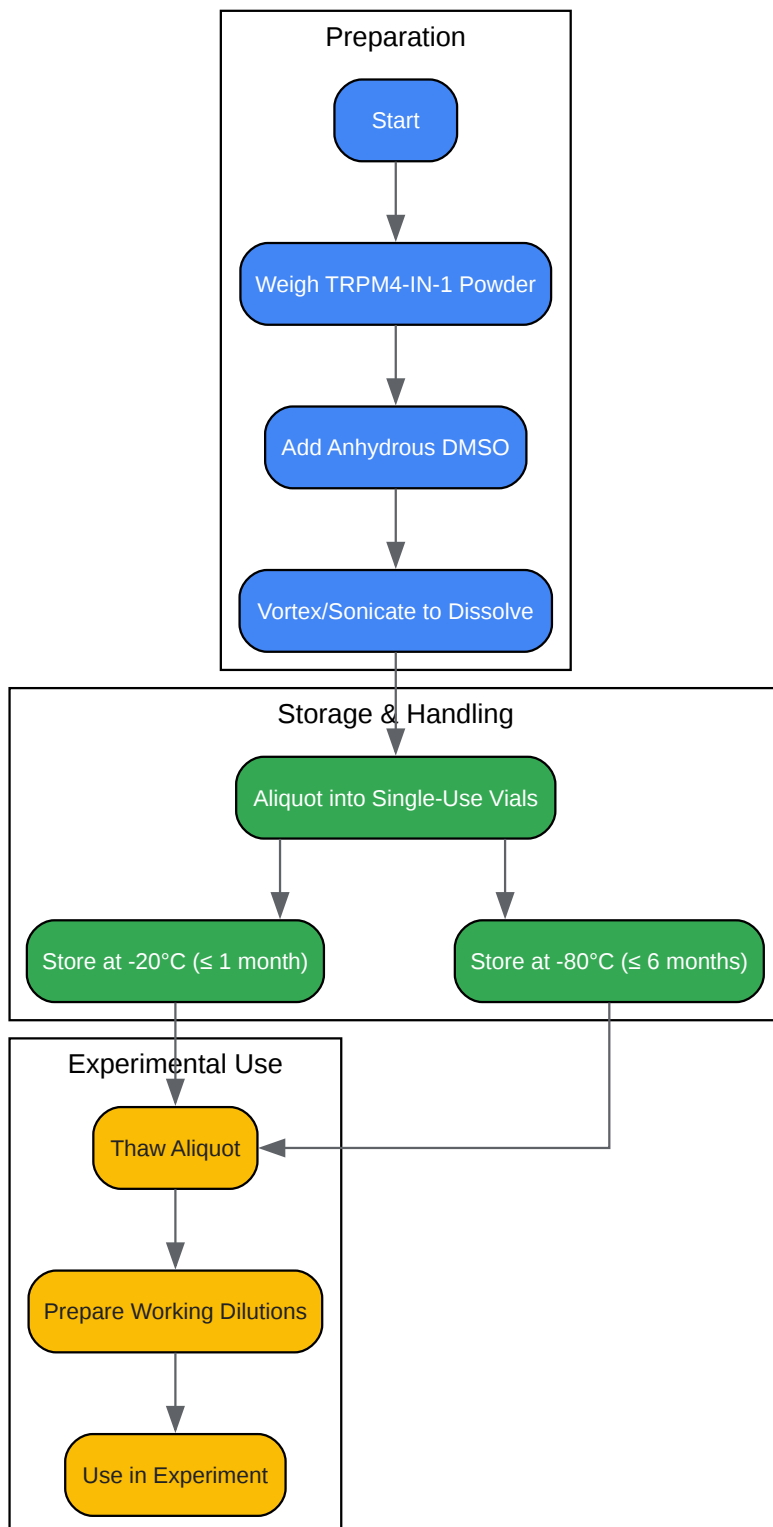 Preparation
Start
Weigh TRPM4-IN-1 Powder
Add Anhydrous DMSO
Vortex/Sonicate to Dissolve
Storage & Handling
Aliquot into Single-Use Vials
Store at -20°C (≤ 1 month)
Store at -80°C (≤ 6 months)
Experimental Use
Thaw Aliquot
Prepare Working Dilutions
Use in Experiment